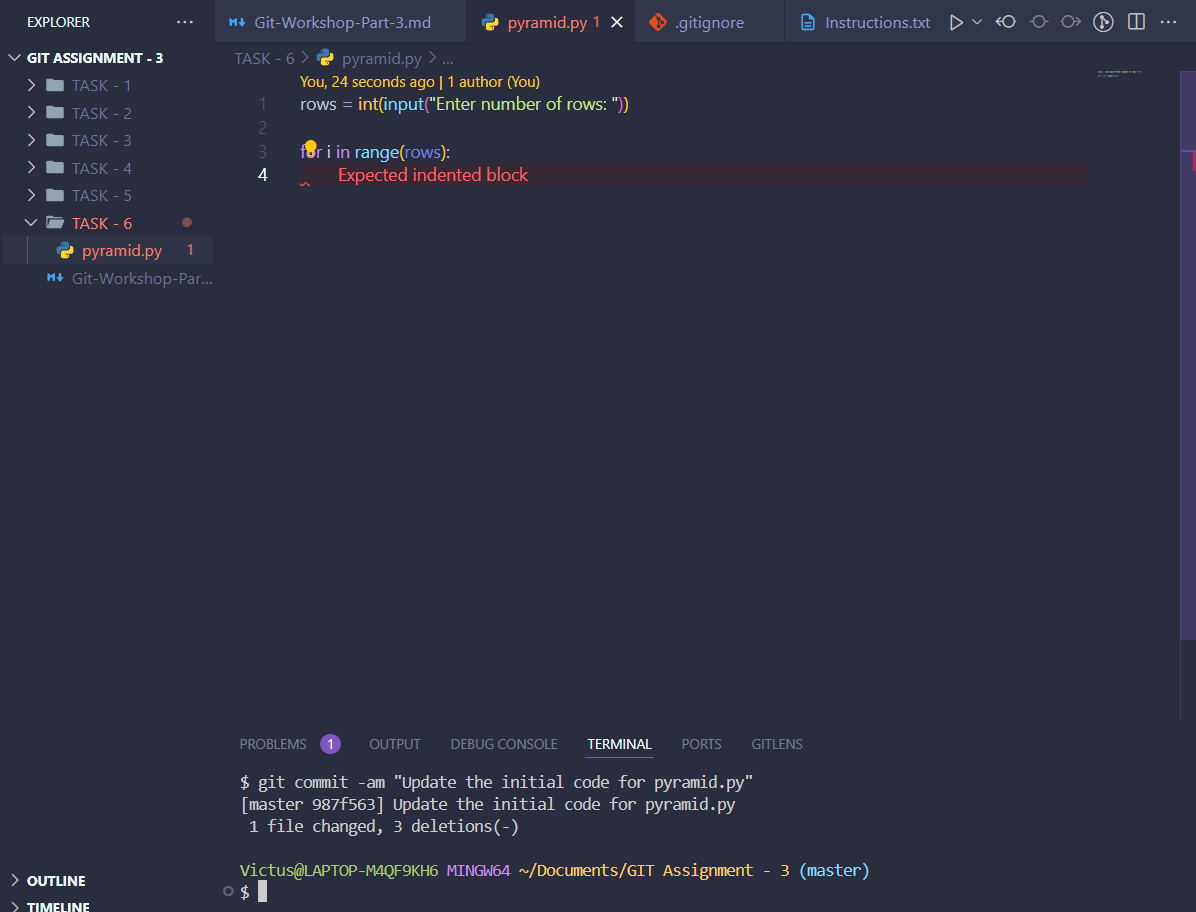 EXPLORER
Git-Workshop-Part-3.md
pyramid.py 1
.gitignore
Instructions.txt
GIT ASSIGNMENT - 3
TASK - 1
TASK - 2
TASK - 3
TASK - 4
TASK - 5
TASK - 6
pyramid.py 1
Git-Workshop-Par...
TASK - 6 > pyramid.py > ...
You, 24 seconds ago | 1 author (You)
1 rows = int(input("Enter number of rows: "))
2
3 for i in range(rows):
4 Expected indented block
PROBLEMS 1 OUTPUT DEBUG CONSOLE TERMINAL PORTS GITLENS
$ git commit -am "Update the initial code for pyramid.py"
[master 987f563] Update the initial code for pyramid.py
1 file changed, 3 deletions(-)
Victus@LAPTOP-M4QF9KH6 MINGW64 ~/Documents/GIT Assignment - 3 (master)
$
OUTLINE
TIMELINE